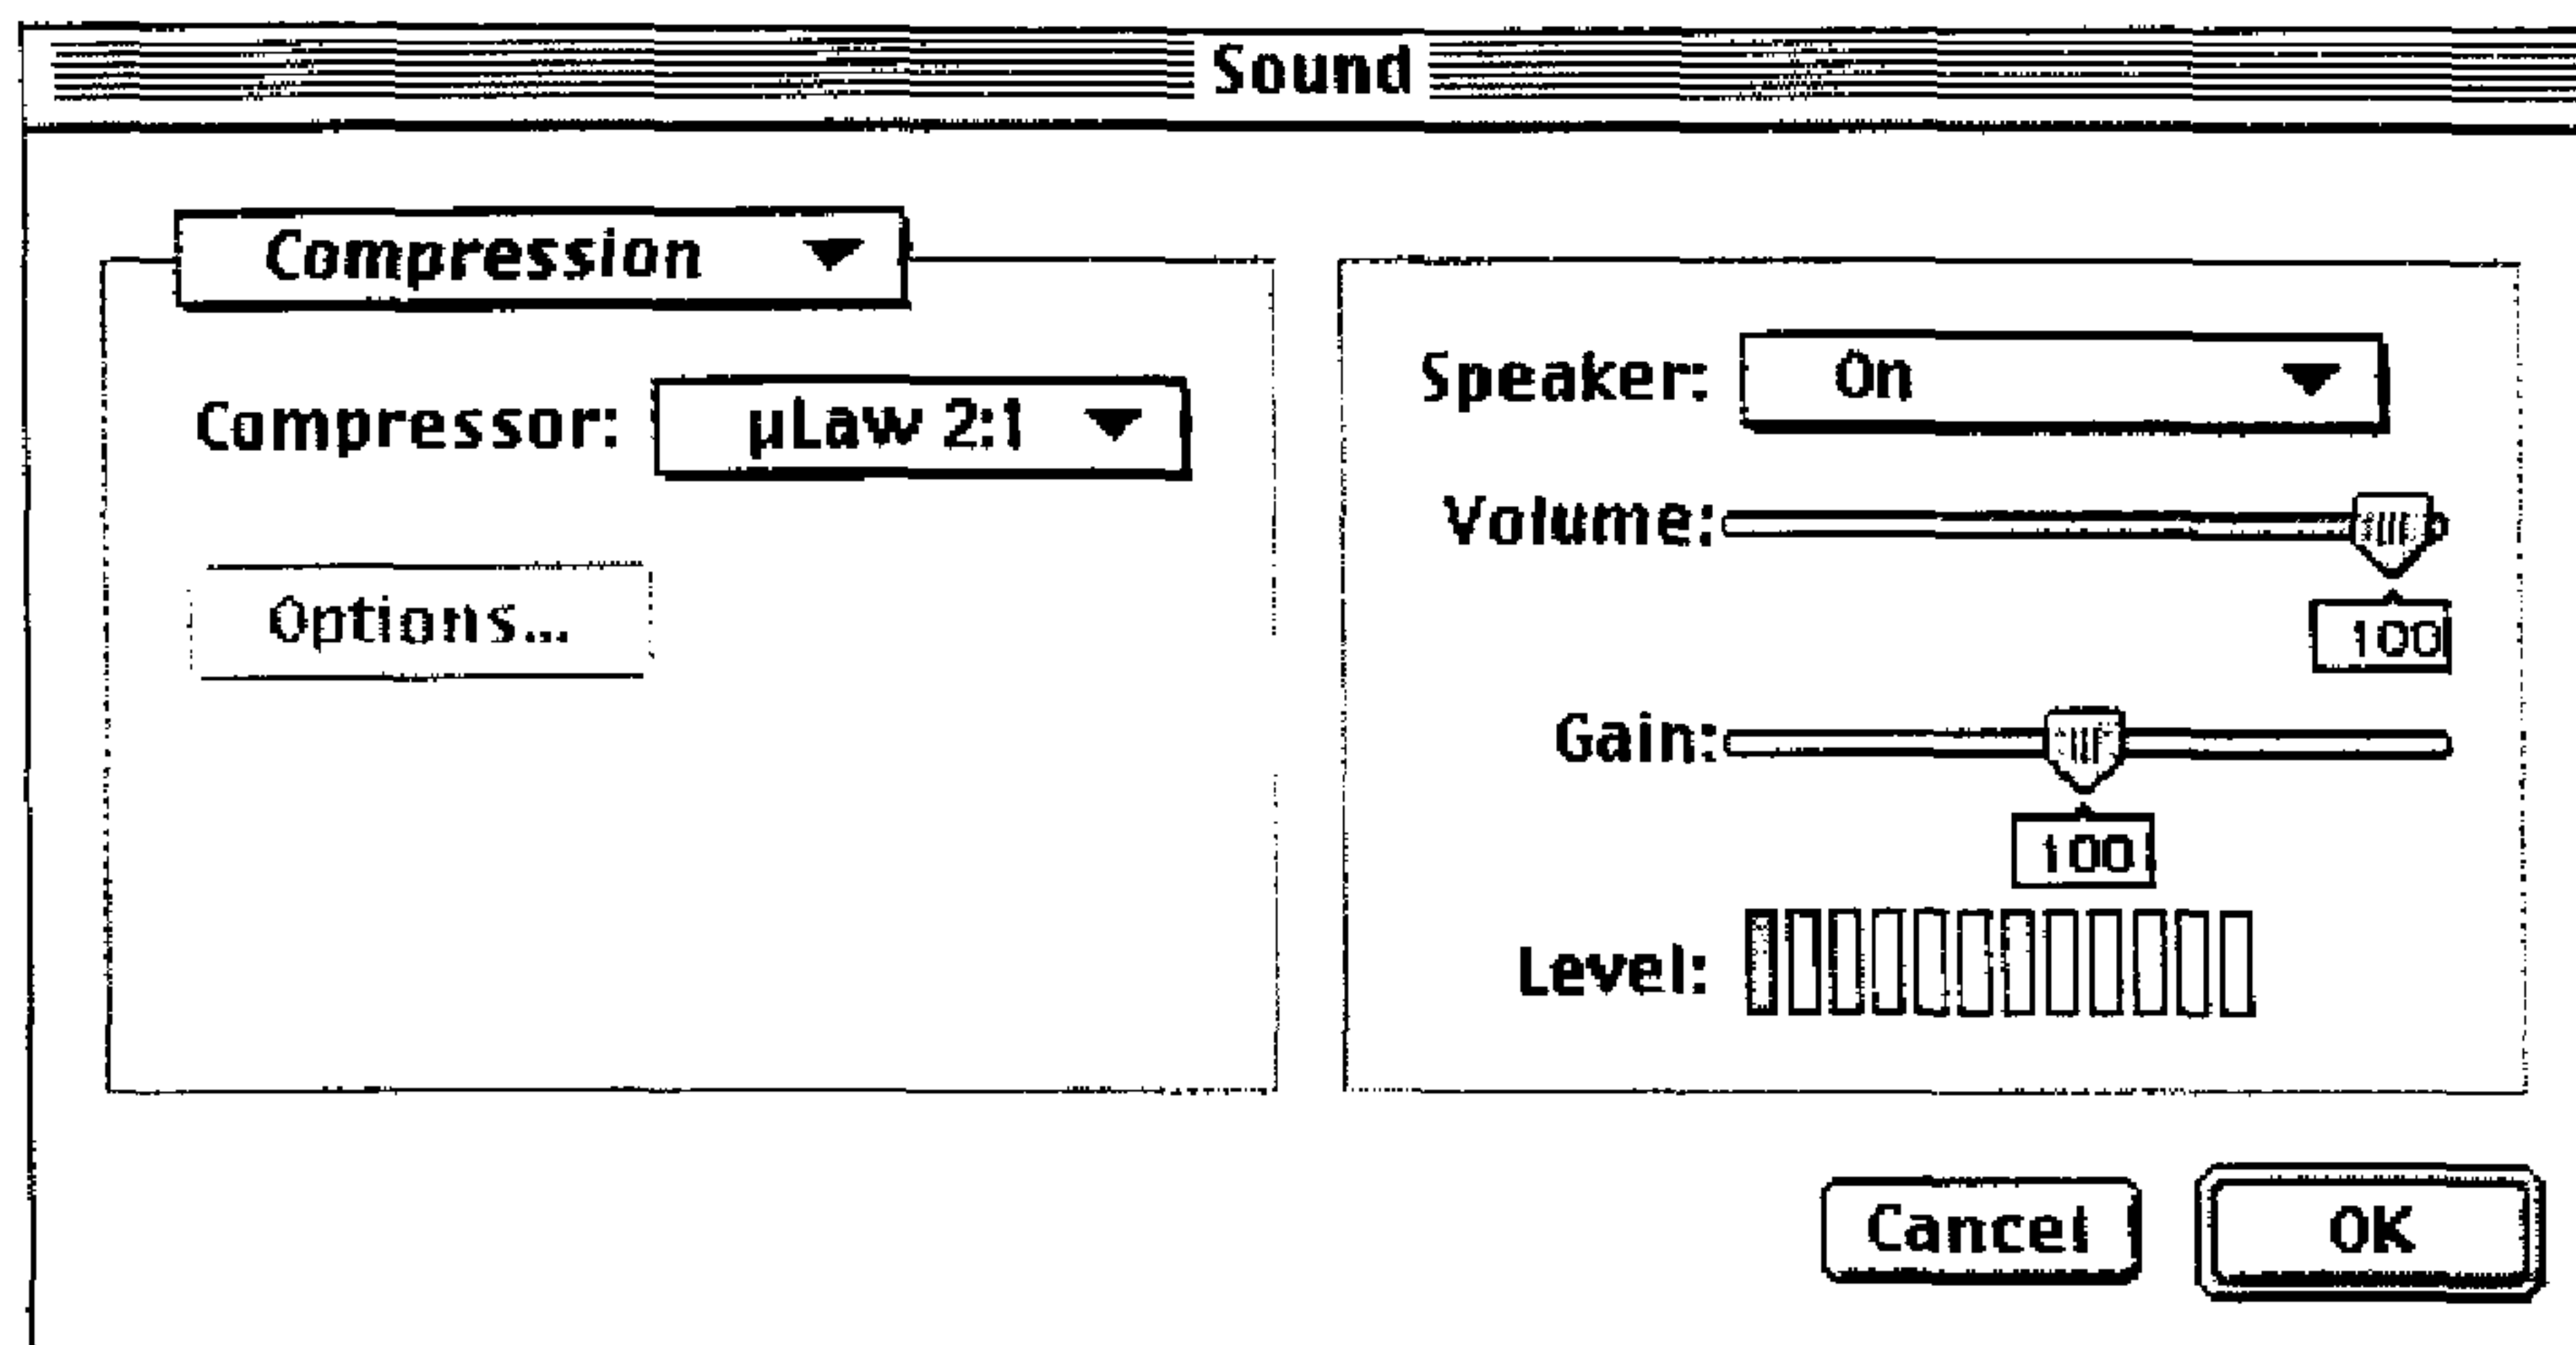 Sound
Compression
Compressor: µLaw 2:1
Options...
Speaker: On
Volume:
100
Gain:
100
Level:
Cancel OK